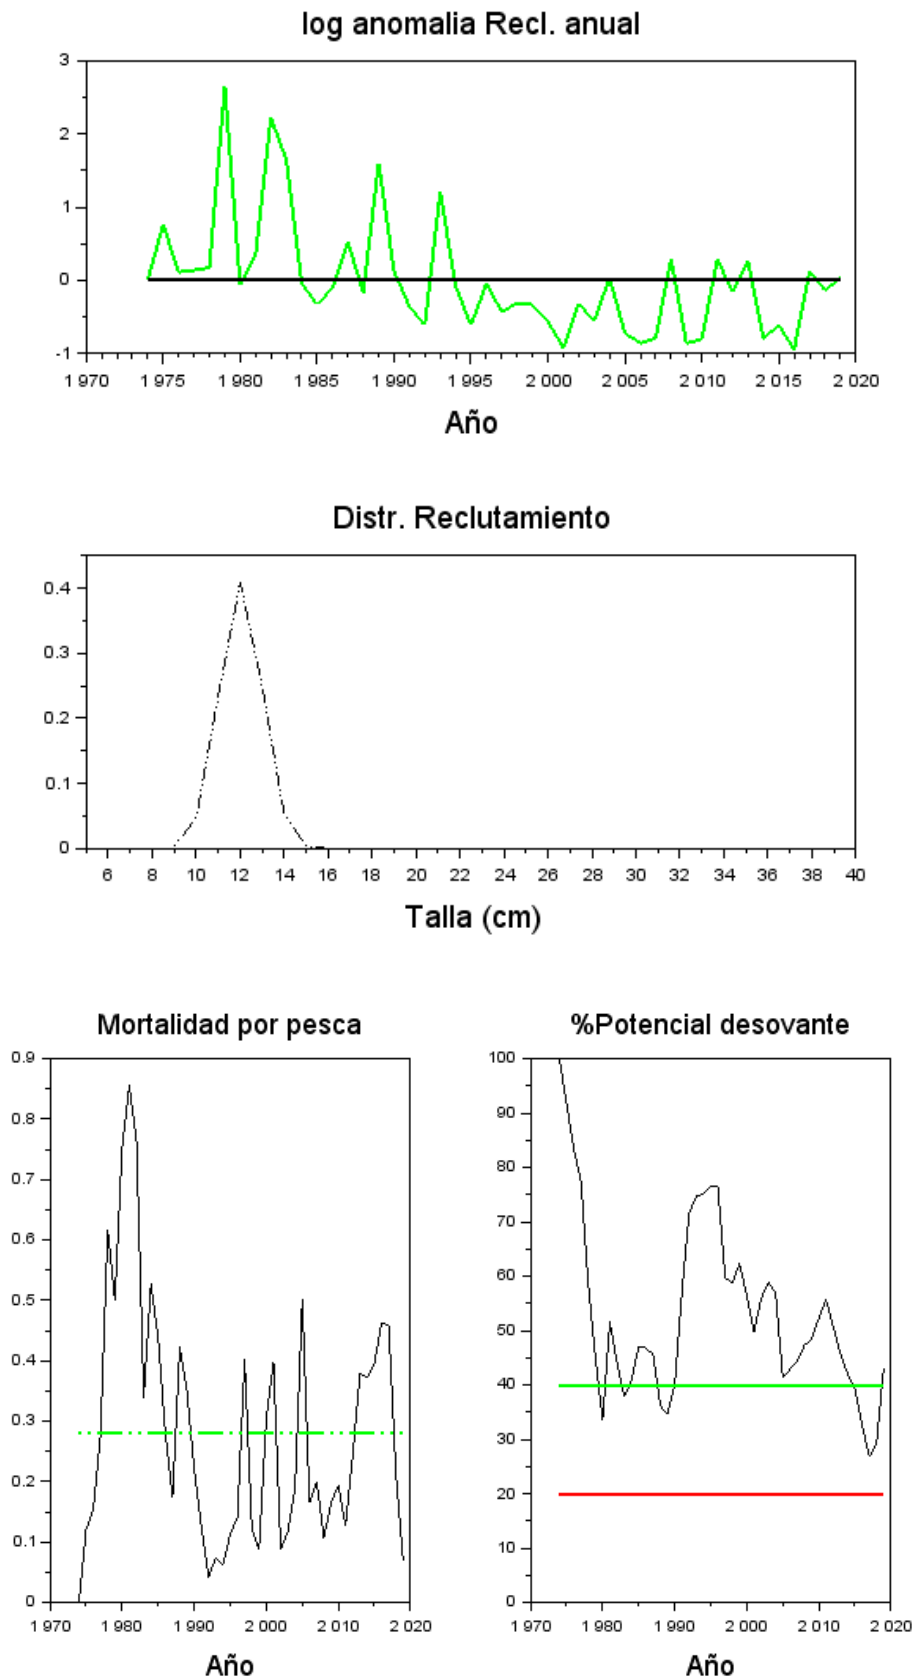 log anomalia Recl. anual
3
2
1
0
-1
1 970 1 975 1 980 1 985 1 990 1 995 2 000 2 005 2 010 2 015 2 020
Año
Distr. Reclutamiento
0.4
0.3
0.2
0.1
0
6 8 10 12 14 16 18 20 22 24 26 28 30 32 34 36 38 40
Talla (cm)
Mortalidad por pesca
0.9
0.8
0.7
0.6
0.5
0.4
0.3
0.2
0.1
0
1 970 1 980 1 990 2 000 2 010 2 020
Año
%Potencial desovante
100
90
80
70
60
50
40
30
20
10
0
1 970 1 980 1 990 2 000 2 010 2 020
Año